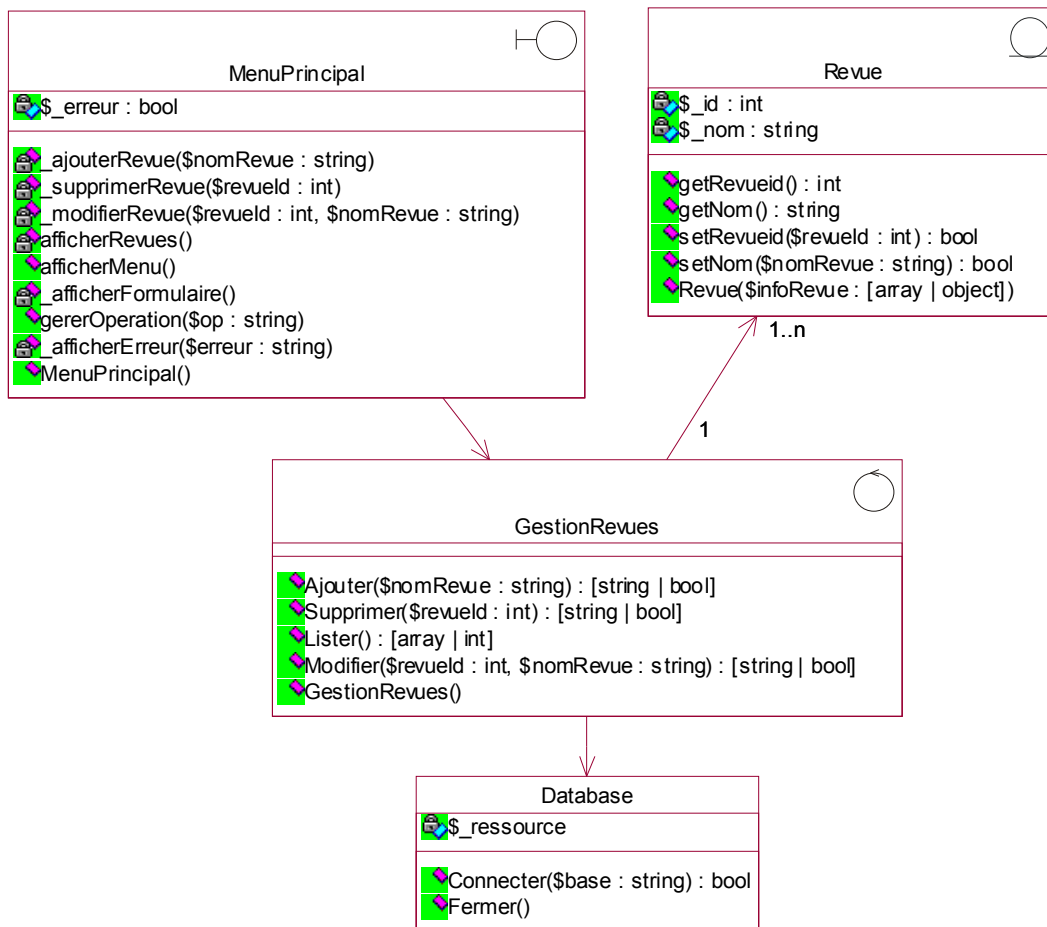 MenuPrincipal
$_erreur : bool
_ajouterRevue($nomRevue : string)
_supprimerRevue($revueId : int)
_modifierRevue($revueId : int, $nomRevue : string)
afficherRevues()
afficherMenu()
_afficherFormulaire()
gererOperation($op : string)
_afficherErreur($erreur : string)
MenuPrincipal()
Revue
$_id : int
$_nom : string
getRevueid() : int
getNom() : string
setRevueid($revueId : int) : bool
setNom($nomRevue : string) : bool
Revue($infoRevue : [array | object])
1..n
1
GestionRevues
Ajouter($nomRevue : string) : [string | bool]
Supprimer($revueId : int) : [string | bool]
Lister() : [array | int]
Modifier($revueId : int, $nomRevue : string) : [string | bool]
GestionRevues()
Database
$_ressource
Connecter($base : string) : bool
Fermer()